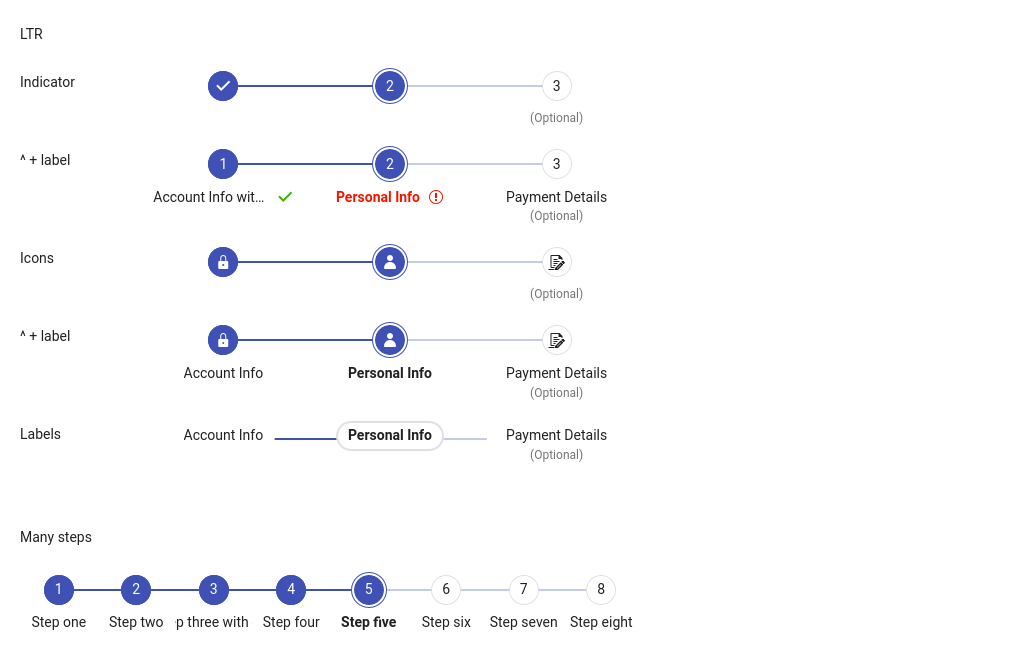 LTR
Indicator
2
3
(Optional)
^ + label
1
2
3
Account Info wit...
Personal Info
Payment Details
(Optional)
Icons
(Optional)
^ + label
Account Info
Personal Info
Payment Details
(Optional)
Labels
Account Info
Personal Info
Payment Details
(Optional)
Many steps
1 2 3 4 5 6 7 8
Step one Step two p three with Step four Step five Step six Step seven Step eight